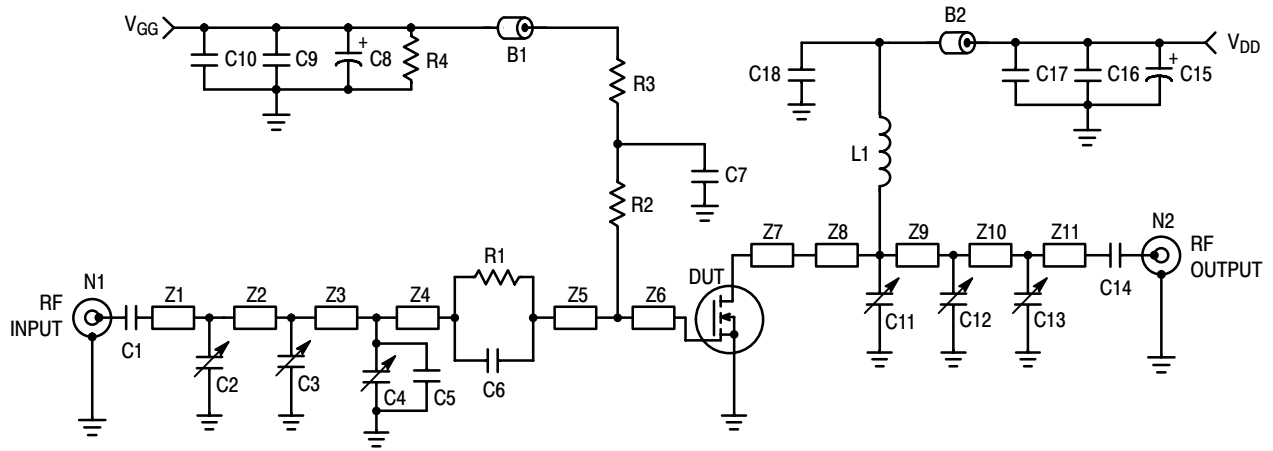 VGG
C10
C9
+
C8
R4
B1
R3
C7
R2
B2
VDD
C18
C17
C16
+
C15
L1
N1
RF
INPUT
C1
Z1
Z2
Z3
Z4
R1
C6
Z5
Z6
C2
C3
C4
C5
DUT
Z7
Z8
Z9
Z10
Z11
C11
C12
C13
C14
N2
RF
OUTPUT